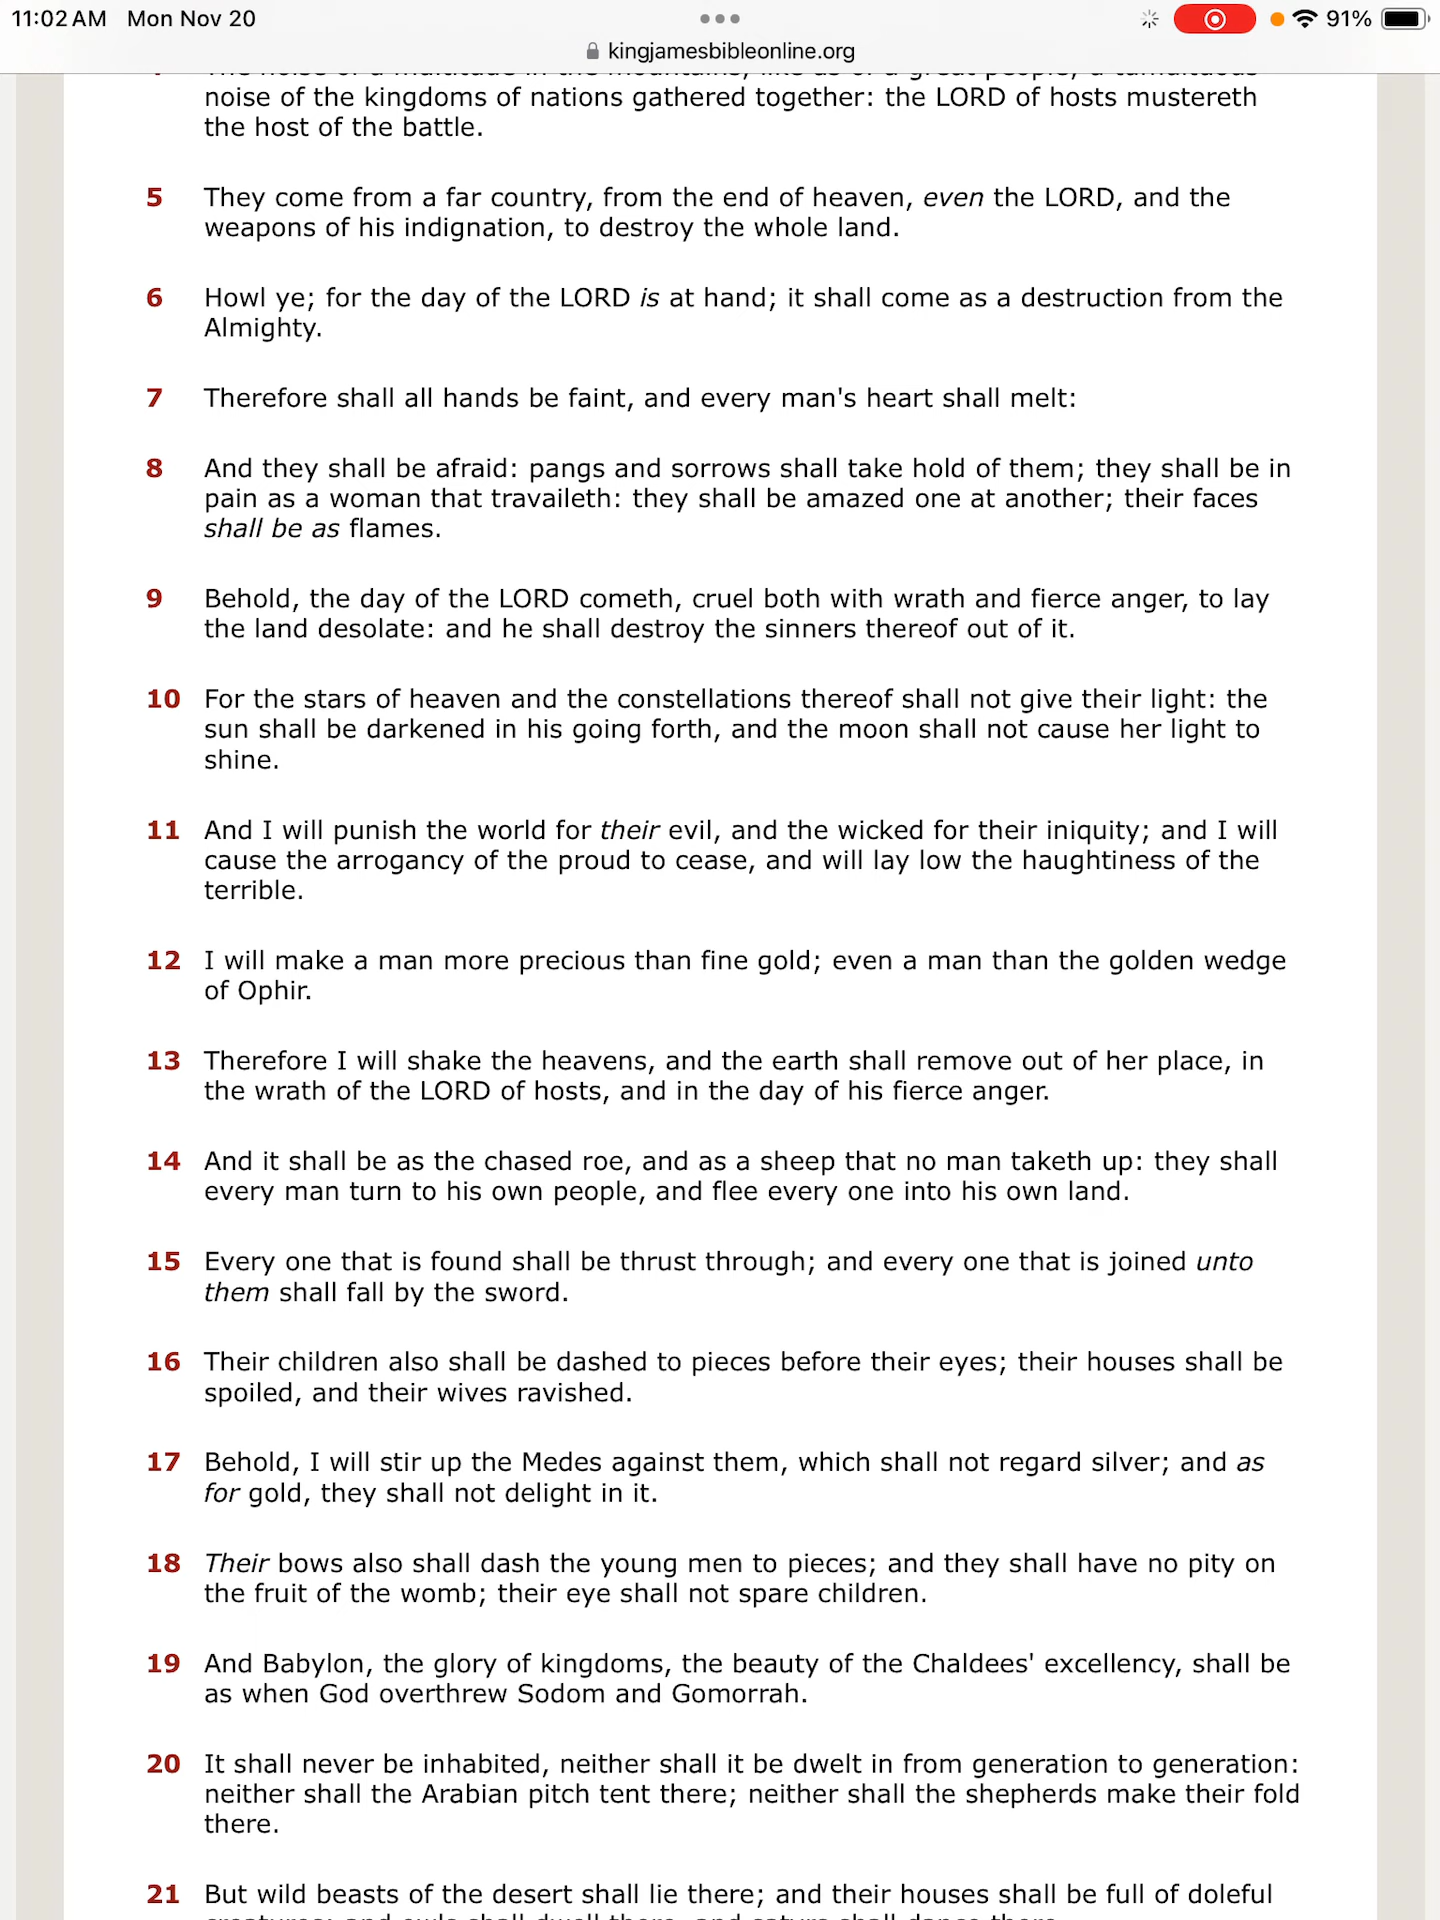 11:02 AM Mon Nov 20
91%
kingjamesbibleonline.org
The noise of a multitude in the mountains, like as of a great people; a tumultuous
noise of the kingdoms of nations gathered together: the LORD of hosts mustereth
the host of the battle.
5 They come from a far country, from the end of heaven, even the LORD, and the
weapons of his indignation, to destroy the whole land.
6 Howl ye; for the day of the LORD is at hand; it shall come as a destruction from the
Almighty.
7 Therefore shall all hands be faint, and every man's heart shall melt:
8 And they shall be afraid: pangs and sorrows shall take hold of them; they shall be in
pain as a woman that travaileth: they shall be amazed one at another; their faces
shall be as flames.
9 Behold, the day of the LORD cometh, cruel both with wrath and fierce anger, to lay
the land desolate: and he shall destroy the sinners thereof out of it.
10 For the stars of heaven and the constellations thereof shall not give their light: the
sun shall be darkened in his going forth, and the moon shall not cause her light to
shine.
11 And I will punish the world for their evil, and the wicked for their iniquity; and I will
cause the arrogancy of the proud to cease, and will lay low the haughtiness of the
terrible.
12 I will make a man more precious than fine gold; even a man than the golden wedge
of Ophir.
13 Therefore I will shake the heavens, and the earth shall remove out of her place, in
the wrath of the LORD of hosts, and in the day of his fierce anger.
14 And it shall be as the chased roe, and as a sheep that no man taketh up: they shall
every man turn to his own people, and flee every one into his own land.
15 Every one that is found shall be thrust through; and every one that is joined unto
them shall fall by the sword.
16 Their children also shall be dashed to pieces before their eyes; their houses shall be
spoiled, and their wives ravished.
17 Behold, I will stir up the Medes against them, which shall not regard silver; and as
for gold, they shall not delight in it.
18 Their bows also shall dash the young men to pieces; and they shall have no pity on
the fruit of the womb; their eye shall not spare children.
19 And Babylon, the glory of kingdoms, the beauty of the Chaldees' excellency, shall be
as when God overthrew Sodom and Gomorrah.
20 It shall never be inhabited, neither shall it be dwelt in from generation to generation:
neither shall the Arabian pitch tent there; neither shall the shepherds make their fold
there.
21 But wild beasts of the desert shall lie there; and their houses shall be full of doleful
creatures; and owls shall dwell there, and satyrs shall dance there.